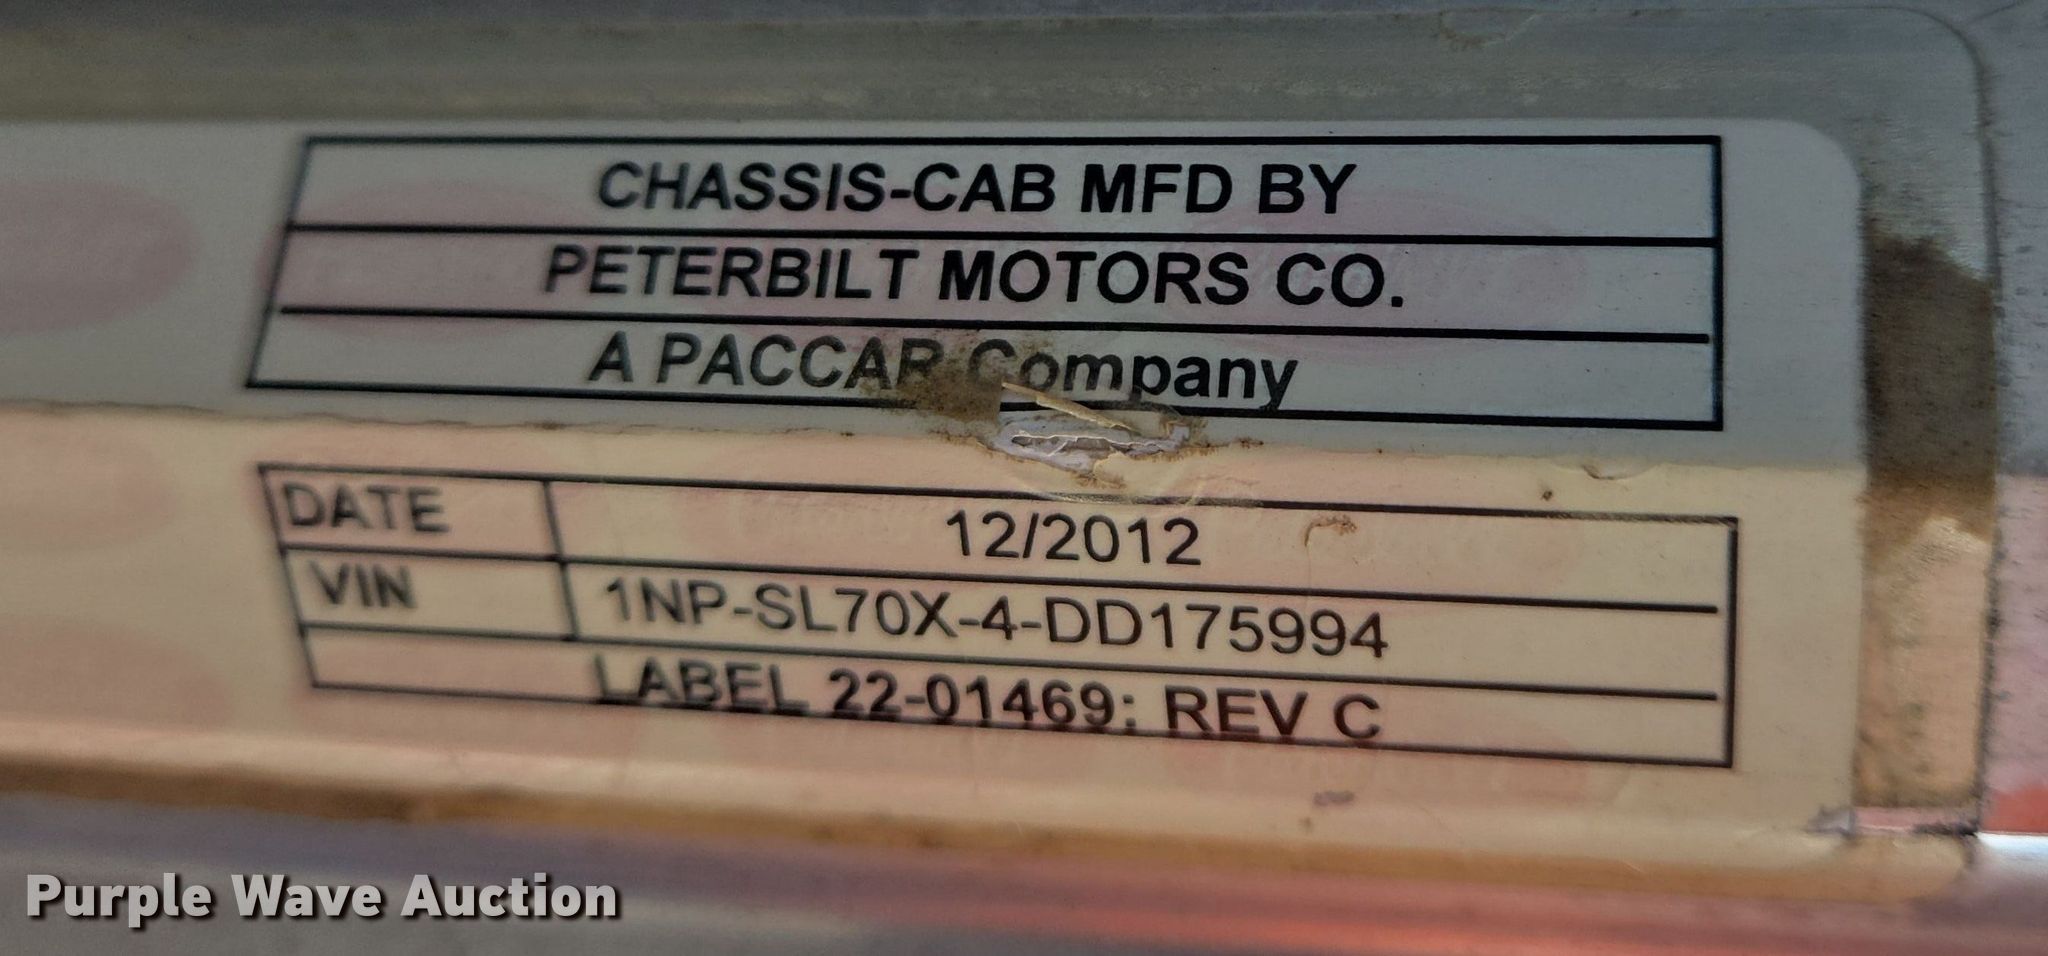 CHASSIS-CAB MFD BY
PETERBILT MOTORS CO.
A PACCAR Company
DATE 12/2012
VIN 1NP-SL70X-4-DD175994
LABEL 22-01469; REV C
Purple Wave Auction